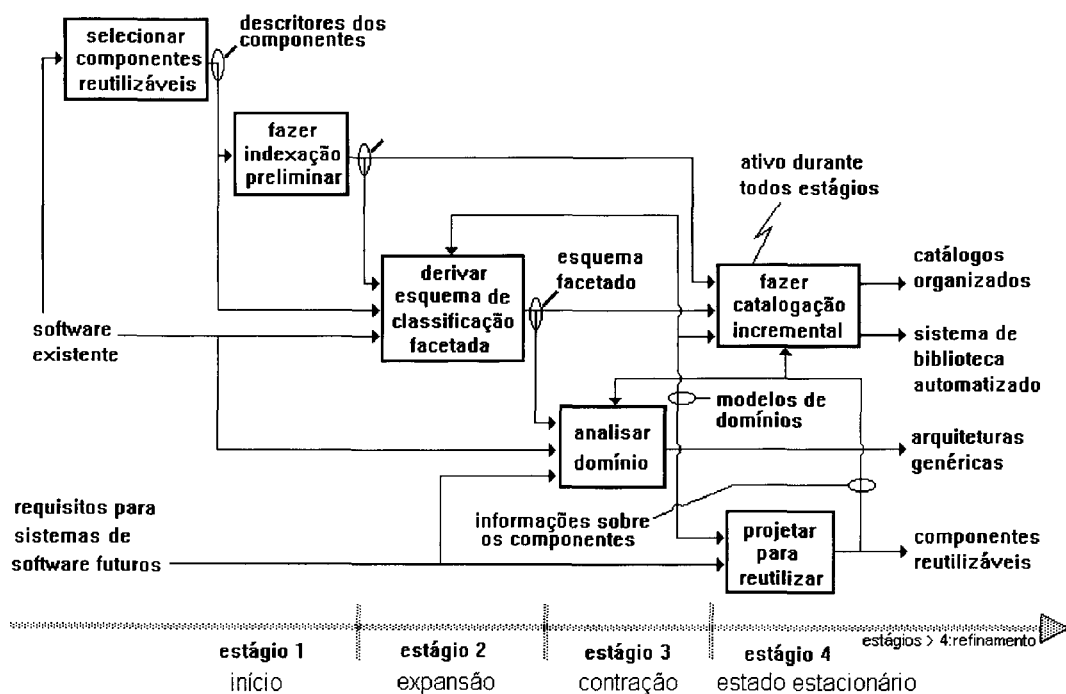 selecionar
componentes
reutilizáveis
descritores dos
componentes
fazer
indexação
preliminar
ativo durante
todos estágios
derivar
esquema de
classificação
facetada
esquema
facetado
fazer
catalogação
incremental
catálogos
organizados
software
existente
sistema de
biblioteca
automatizado
modelos de
domínios
analisar
domínio
arquiteturas
genéricas
requisitos para
sistemas de
software futuros
informações sobre
os componentes
projetar
para
reutilizar
componentes
reutilizáveis
estágios > 4:refinamento
estágio 1
início
estágio 2
expansão
estágio 3
contração
estágio 4
estado estacionário